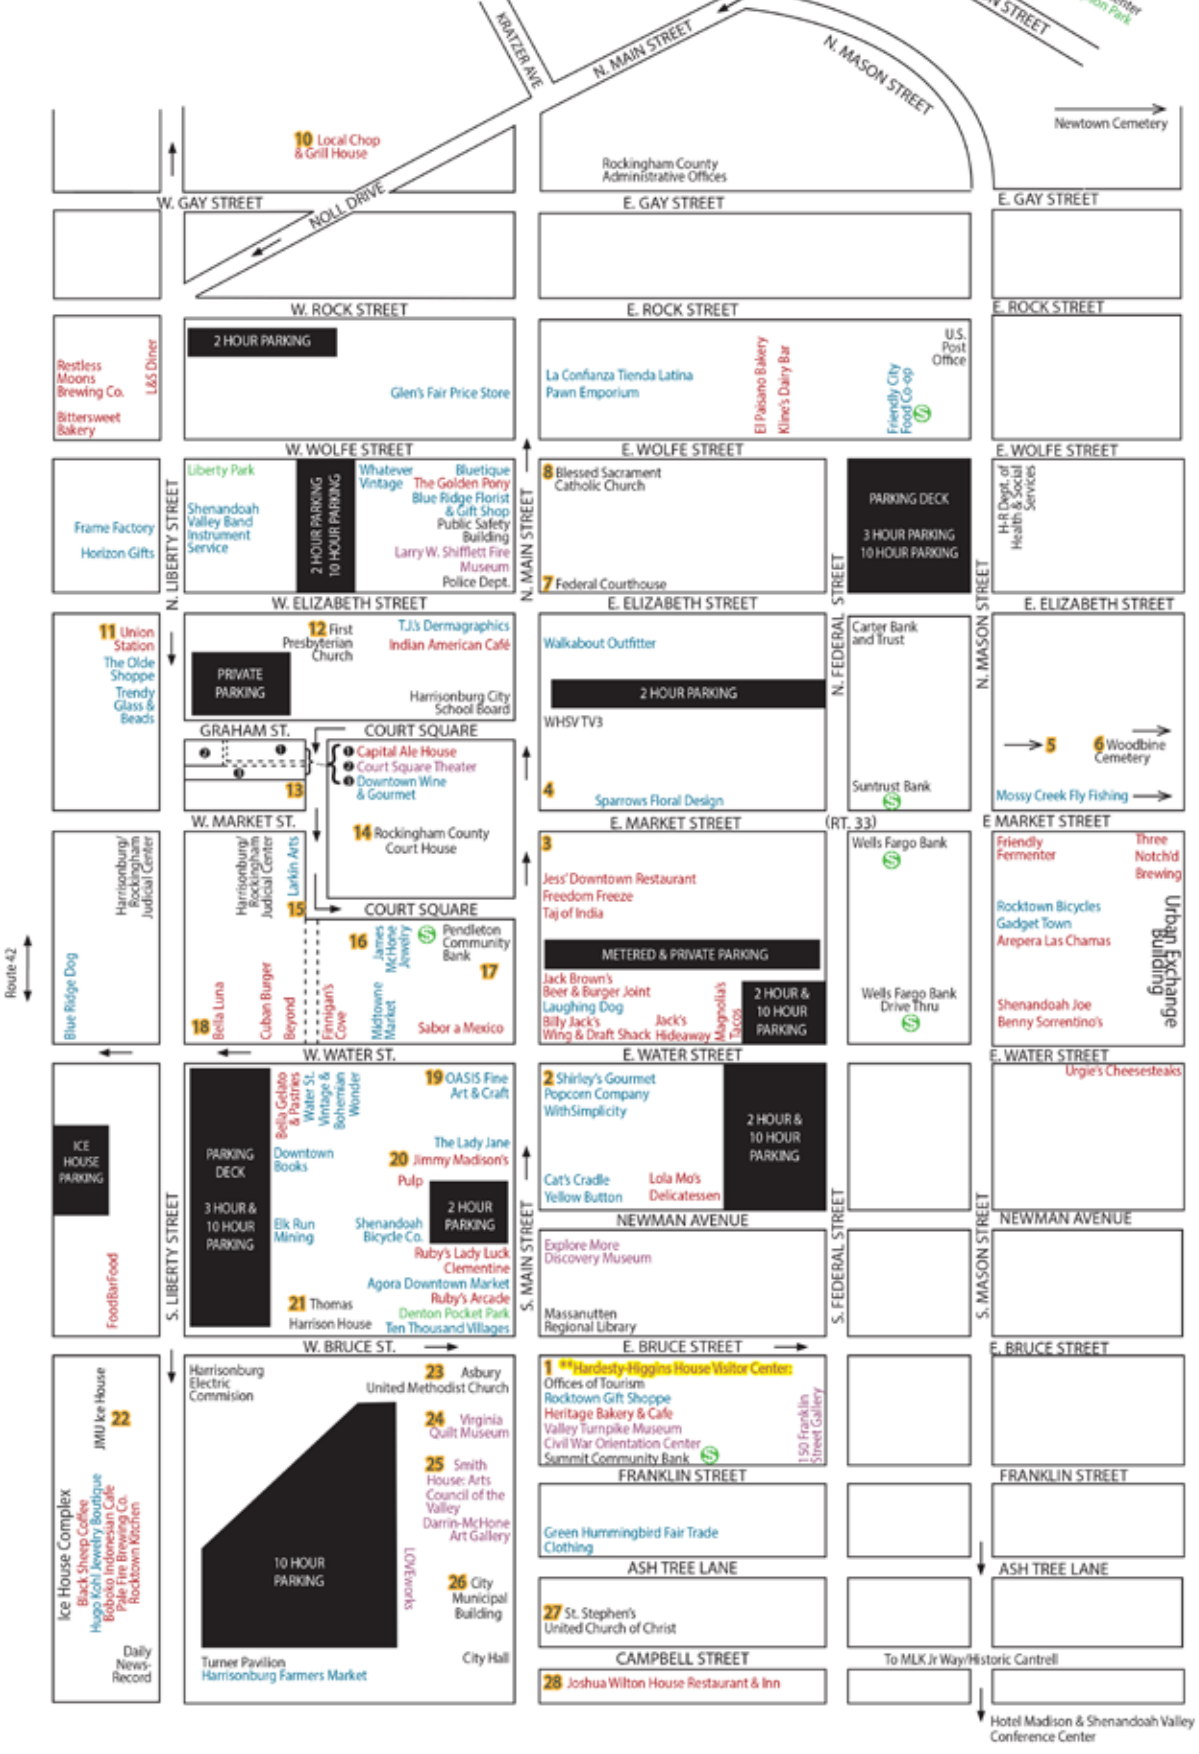 KRATZER AVE
N. MAIN STREET
N. MASON STREET
N STREET
enter
on Park
Newtown Cemetery
10 Local Chop
& Grill House
Rockingham County
Administrative Offices
W. GAY STREET
NOLL DRIVE
E. GAY STREET
E. GAY STREET
W. ROCK STREET
E. ROCK STREET
E. ROCK STREET
Restless
Moons
Brewing Co.
Bittersweet
Bakery
L&S Diner
2 HOUR PARKING
Glen's Fair Price Store
La Confianza Tienda Latina
Pawn Emporium
El Paisano Bakery
Kline's Dairy Bar
Friendly City
Food Co-op
S
U.S.
Post
Office
W. WOLFE STREET
E. WOLFE STREET
E. WOLFE STREET
Frame Factory
Horizon Gifts
N. LIBERTY STREET
Liberty Park
Shenandoah
Valley Band
Instrument
Service
2 HOUR PARKING
10 HOUR PARKING
Whatever
Vintage
Bluetique
The Golden Pony
Blue Ridge Florist
& Gift Shop
Public Safety
Building
Larry W. Shifflett Fire
Museum
Police Dept.
N. MAIN STREET
8 Blessed Sacrament
Catholic Church
7 Federal Courthouse
PARKING DECK
3 HOUR PARKING
10 HOUR PARKING
H-R Dept. of
Health & Social
Services
W. ELIZABETH STREET
E. ELIZABETH STREET
E. ELIZABETH STREET
11 Union
Station
The Olde
Shoppe
Trendy
Glass &
Beads
12 First
Presbyterian
Church
PRIVATE
PARKING
T.J.'s Dermagraphics
Indian American Café
Harrisonburg City
School Board
Walkabout Outfitter
2 HOUR PARKING
WHSV TV3
4
Sparrows Floral Design
N. FEDERAL STREET
Carter Bank
and Trust
Suntrust Bank
S
N. MASON STREET
5
6 Woodbine
Cemetery
Mossy Creek Fly Fishing
GRAHAM ST.
COURT SQUARE
2
1
3
13
1 Capital Ale House
2 Court Square Theater
3 Downtown Wine
& Gourmet
14 Rockingham County
Court House
W. MARKET ST.
E. MARKET STREET
(RT. 33)
E MARKET STREET
Route 42
Harrisonburg/
Rockingham
Judicial Center
Blue Ridge Dog
Harrisonburg/
Rockingham
Judicial Center
Larkin Arts
15
COURT SQUARE
18
Bella Luna
Cuban Burger
Beyond
Finnigan's
Cove
16
James
McHone
Jewelry
Midtowne
Market
S
Pendleton
Community
Bank
17
Sabor a Mexico
3
Jess' Downtown Restaurant
Freedom Freeze
Taj of India
METERED & PRIVATE PARKING
Jack Brown's
Beer & Burger Joint
Laughing Dog
Billy Jack's
Wing & Draft Shack
Jack's
Hideaway
Magnolia's
Tacos
2 HOUR &
10 HOUR
PARKING
Wells Fargo Bank
S
Wells Fargo Bank
Drive Thru
S
Friendly
Fermenter
Three
Notch'd
Brewing
Rocktown Bicycles
Gadget Town
Arepera Las Chamas
Shenandoah Joe
Benny Sorrentino's
Urban Exchange
Building
W. WATER ST.
E. WATER STREET
E. WATER STREET
ICE
HOUSE
PARKING
FoodBarFood
S. LIBERTY STREET
PARKING
DECK
3 HOUR &
10 HOUR
PARKING
Bella Gelato
& Pastries
Water St.
Vintage &
Bohemian
Wonder
Downtown
Books
Elk Run
Mining
21 Thomas
Harrison House
19 OASIS Fine
Art & Craft
The Lady Jane
20 Jimmy Madison's
Pulp
2 HOUR
PARKING
Shenandoah
Bicycle Co.
Ruby's Lady Luck
Clementine
Agora Downtown Market
Ruby's Arcade
Denton Pocket Park
Ten Thousand Villages
S. MAIN STREET
2 Shirley's Gourmet
Popcorn Company
WithSimplicity
Cat's Cradle
Yellow Button
Lola Mo's
Delicatessen
2 HOUR &
10 HOUR
PARKING
Urgie's Cheesesteaks
NEWMAN AVENUE
NEWMAN AVENUE
Explore More
Discovery Museum
Massanutten
Regional Library
S. FEDERAL STREET
S. MASON STREET
W. BRUCE ST.
E. BRUCE STREET
E. BRUCE STREET
JMU Ice House
22
Ice House Complex
Black Sheep Coffee
Hugo Kohl Jewelry Boutique
Boboko Indonesian Cafe
Pale Fire Brewing Co.
Rocktown Kitchen
Daily
News-
Record
Harrisonburg
Electric
Commision
10 HOUR
PARKING
Turner Pavilion
Harrisonburg Farmers Market
23 Asbury
United Methodist Church
24 Virginia
Quilt Museum
25 Smith
House: Arts
Council of the
Valley
Darrin-McHone
Art Gallery
LOVEworks
26 City
Municipal
Building
City Hall
1 **Hardesty-Higgins House Visitor Center:
Offices of Tourism
Rocktown Gift Shoppe
Heritage Bakery & Cafe
Valley Turnpike Museum
Civil War Orientation Center
Summit Community Bank
S
150 Franklin
Street Gallery
FRANKLIN STREET
FRANKLIN STREET
Green Hummingbird Fair Trade
Clothing
ASH TREE LANE
ASH TREE LANE
27 St. Stephen's
United Church of Christ
CAMPBELL STREET
To MLK Jr Way/Historic Cantrell
28 Joshua Wilton House Restaurant & Inn
Hotel Madison & Shenandoah Valley
Conference Center